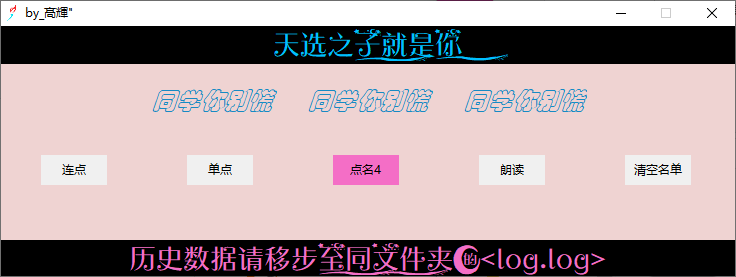 by_高輝"
天选之子就是你
同学你别慌 同学你别慌 同学你别慌
连点 单点 点名4 朗读 清空名单
历史数据请移步至同文件夹的<log.log>